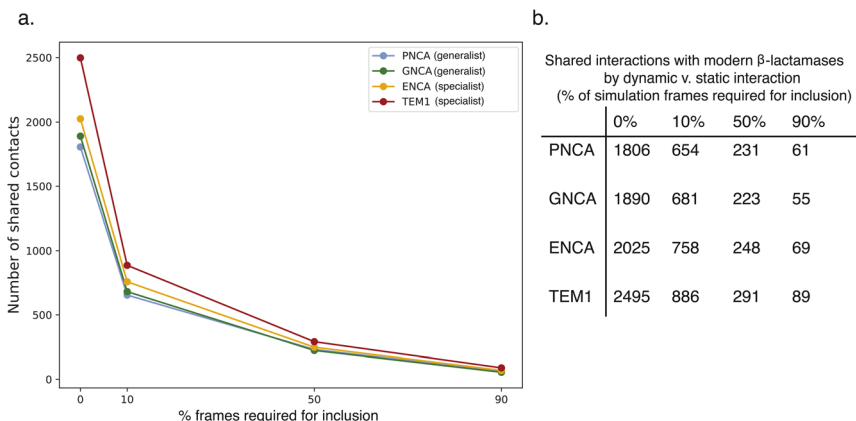 a.
Number of shared contacts
2500
2000
1500
1000
500
0
0 10 50 90
% frames required for inclusion
PNCA (generalist)
GNCA (generalist)
ENCA (specialist)
TEM1 (specialist)
b.
Shared interactions with modern β-lactamases
by dynamic v. static interaction
(% of simulation frames required for inclusion)
0% 10% 50% 90%
PNCA 1806 654 231 61
GNCA 1890 681 223 55
ENCA 2025 758 248 69
TEM1 2495 886 291 89